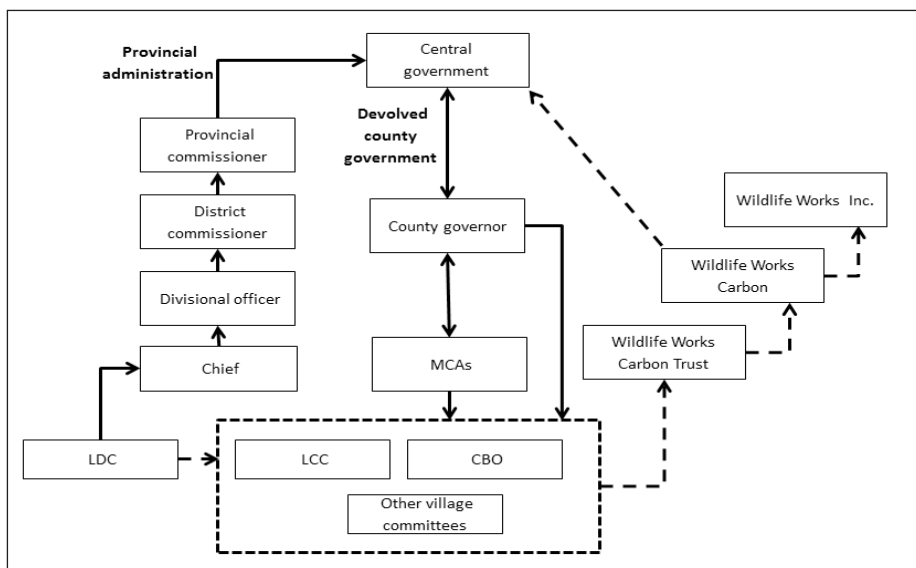 Provincial
administration
Central
government
Devolved
county
government
Provincial
commissioner
District
commissioner
Divisional officer
Chief
LDC
County governor
MCAs
LCC
CBO
Other village
committees
Wildlife Works Inc.
Wildlife Works
Carbon
Wildlife Works
Carbon Trust